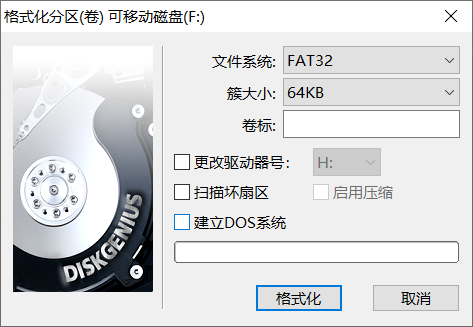 格式化分区(卷) 可移动磁盘(F:)
文件系统: FAT32
簇大小: 64KB
卷标:
更改驱动器号: H:
扫描坏扇区 启用压缩
建立DOS系统
DISKGENIUS
格式化 取消